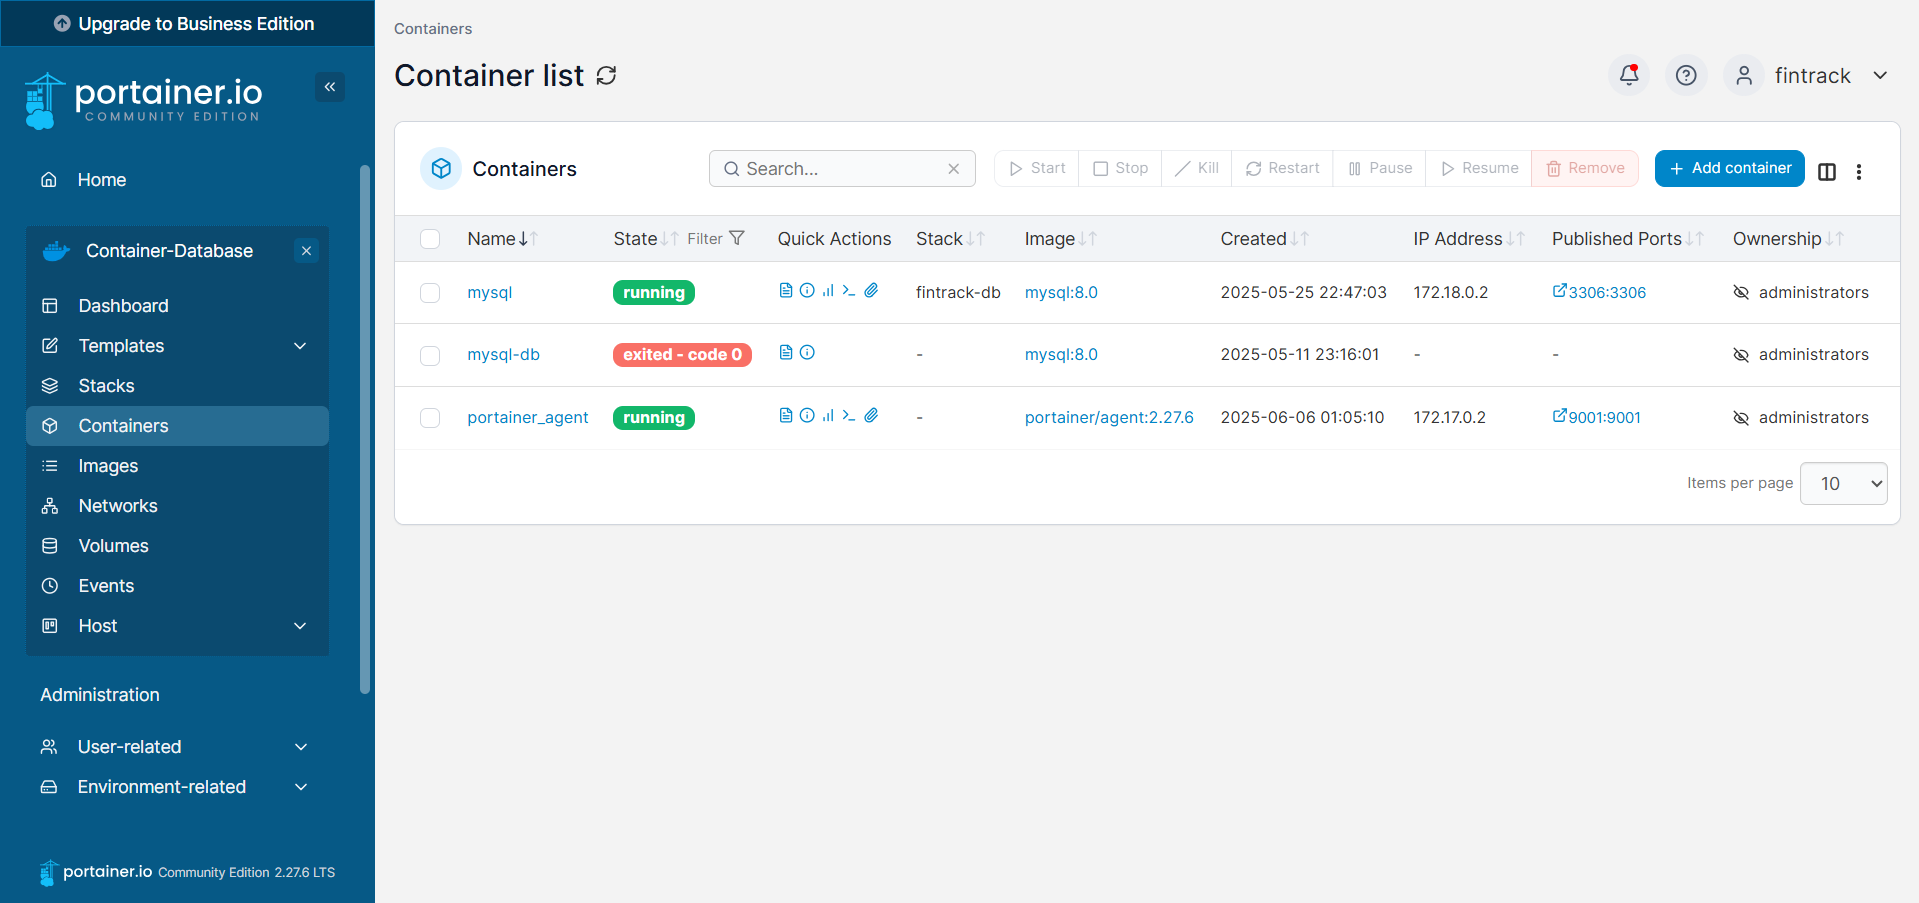 Upgrade to Business Edition
portainer.io
COMMUNITY EDITION
Home
Container-Database
Dashboard
Templates
Stacks
Containers
Images
Networks
Volumes
Events
Host
Administration
User-related
Environment-related
portainer.io Community Edition 2.27.6 LTS
Containers
Container list
fintrack
Containers
Search...
Start
Stop
Kill
Restart
Pause
Resume
Remove
Add container
Name State Filter Quick Actions Stack Image Created IP Address Published Ports Ownership
mysql running fintrack-db mysql:8.0 2025-05-25 22:47:03 172.18.0.2 3306:3306 administrators
mysql-db exited - code 0 - mysql:8.0 2025-05-11 23:16:01 - - administrators
portainer_agent running - portainer/agent:2.27.6 2025-06-06 01:05:10 172.17.0.2 9001:9001 administrators
Items per page 10